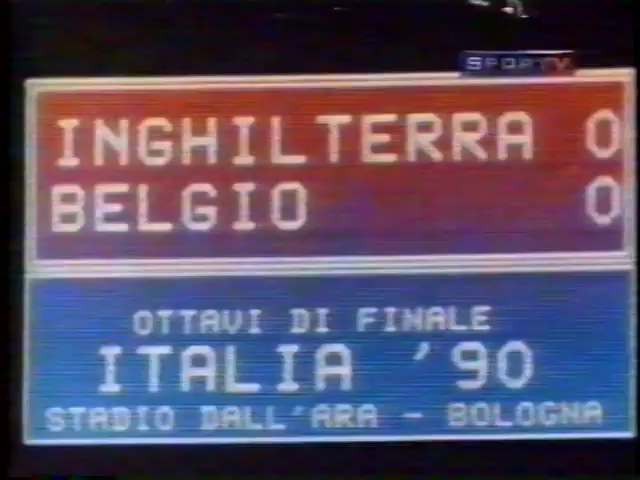 SPORTV
INGHILTERRA 0
BELGIO 0
OTTAVI DI FINALE
ITALIA '90
STADIO DALL'ARA - BOLOGNA